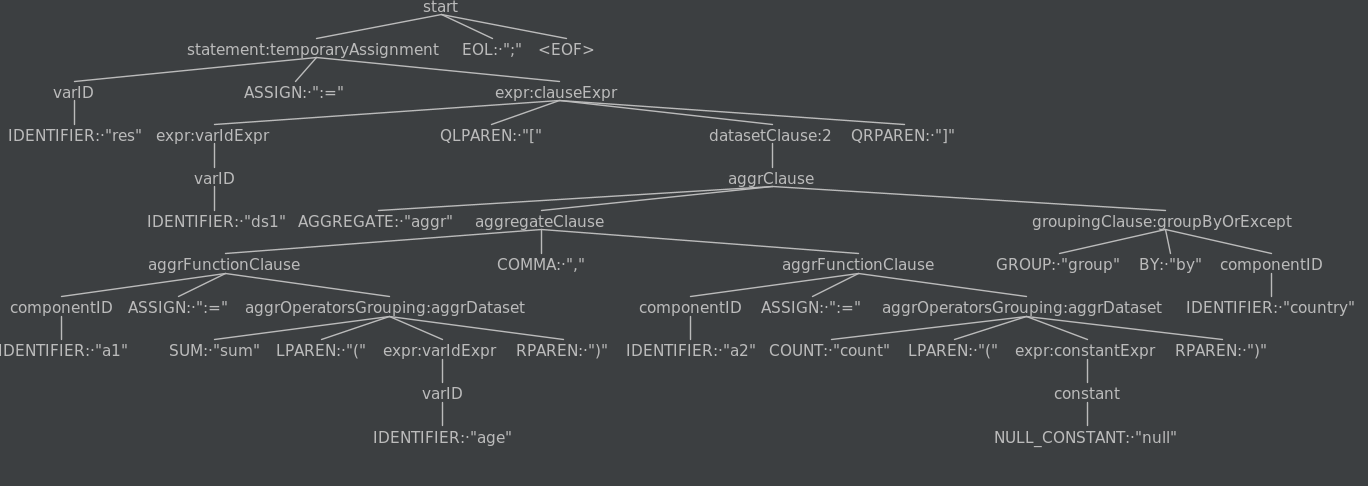 start
statement:temporaryAssignment EOL:·";" <EOF>
varID ASSIGN:·":=" expr:clauseExpr
IDENTIFIER:·"res" expr:varIdExpr QLPAREN:·"[" datasetClause:2 QRPAREN:·"]"
varID aggrClause
IDENTIFIER:·"ds1" AGGREGATE:·"aggr" aggregateClause groupingClause:groupByOrExcept
aggrFunctionClause COMMA:·"," aggrFunctionClause GROUP:·"group" BY:·"by" componentID
componentID ASSIGN:·":=" aggrOperatorsGrouping:aggrDataset componentID ASSIGN:·":=" aggrOperatorsGrouping:aggrDataset IDENTIFIER:·"country"
IDENTIFIER:·"a1" SUM:·"sum" LPAREN:·"(" expr:varIdExpr RPAREN:·")" IDENTIFIER:·"a2" COUNT:·"count" LPAREN:·"(" expr:constantExpr RPAREN:·")"
varID constant
IDENTIFIER:·"age" NULL_CONSTANT:·"null"